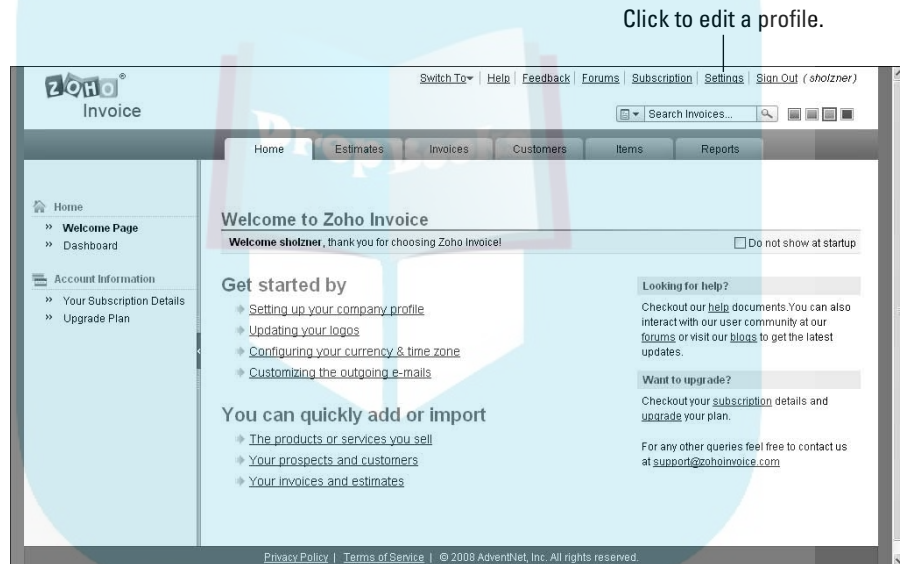 Click to edit a profile.
ZOHO®
Invoice
Switch To | Help | Feedback | Forums | Subscription | Settings | Sign Out (sholzner)
Search Invoices...
Home Estimates Invoices Customers Items Reports
Home
» Welcome Page
» Dashboard
Account Information
» Your Subscription Details
» Upgrade Plan
Welcome to Zoho Invoice
Welcome sholzner, thank you for choosing Zoho Invoice!
Do not show at startup
Get started by
Setting up your company profile
Updating your logos
Configuring your currency & time zone
Customizing the outgoing e-mails
You can quickly add or import
The products or services you sell
Your prospects and customers
Your invoices and estimates
Looking for help?
Checkout our help documents.You can also
interact with our user community at our
forums or visit our blogs to get the latest
updates.
Want to upgrade?
Checkout your subscription details and
upgrade your plan.
For any other queries feel free to contact us
at support@zohoinvoice.com
Privacy Policy | Terms of Service | © 2008 AdventNet, Inc. All rights reserved.
DropBooks